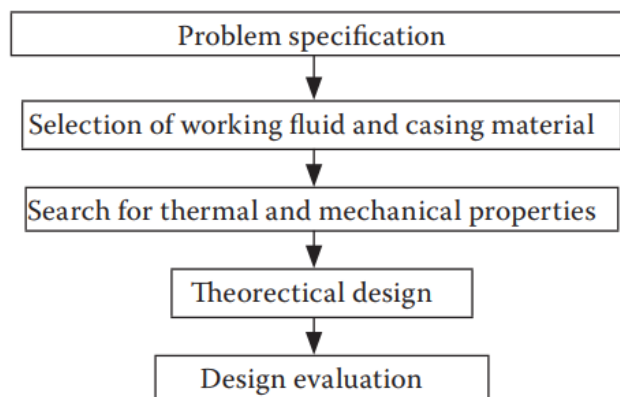 Problem specification
Selection of working fluid and casing material
Search for thermal and mechanical properties
Theorectical design
Design evaluation